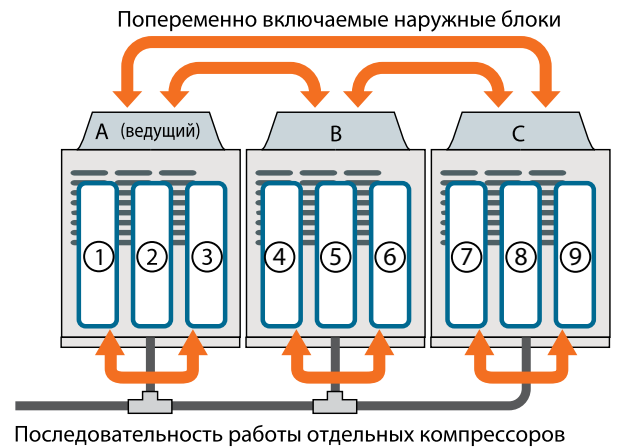 Попеременно включаемые наружные блоки
A (ведущий) B C
1 2 3 4 5 6 7 8 9
Последовательность работы отдельных компрессоров